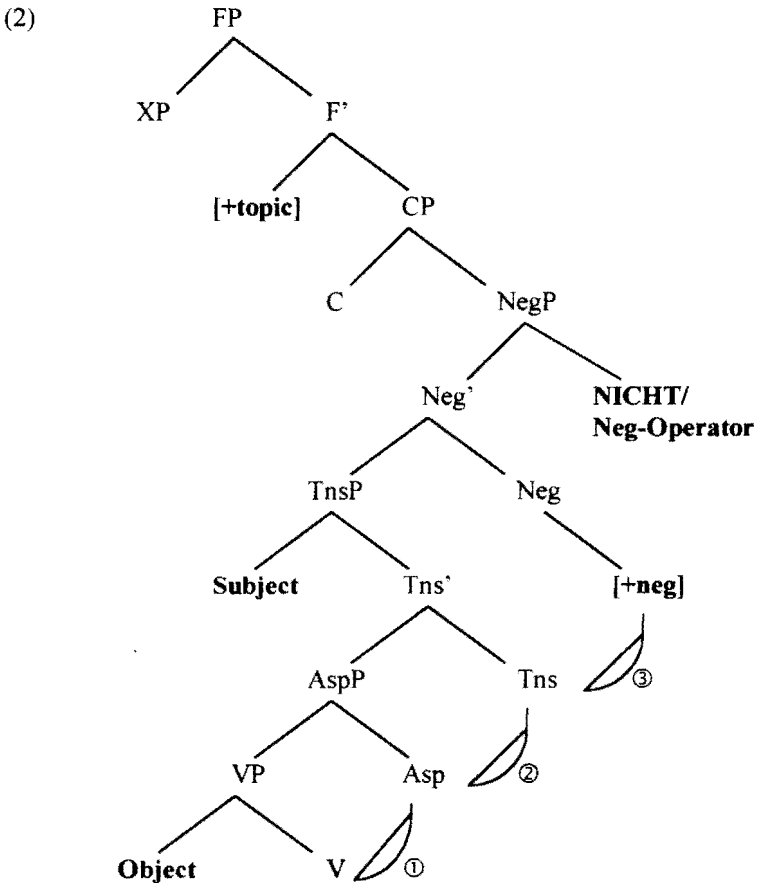 (2) FP
XP F’
[+topic] CP
C NegP
Neg’ NICHT/
Neg-Operator
TnsP Neg
Subject Tns’ [+neg]
③
AspP Tns
②
VP Asp
Object V ①